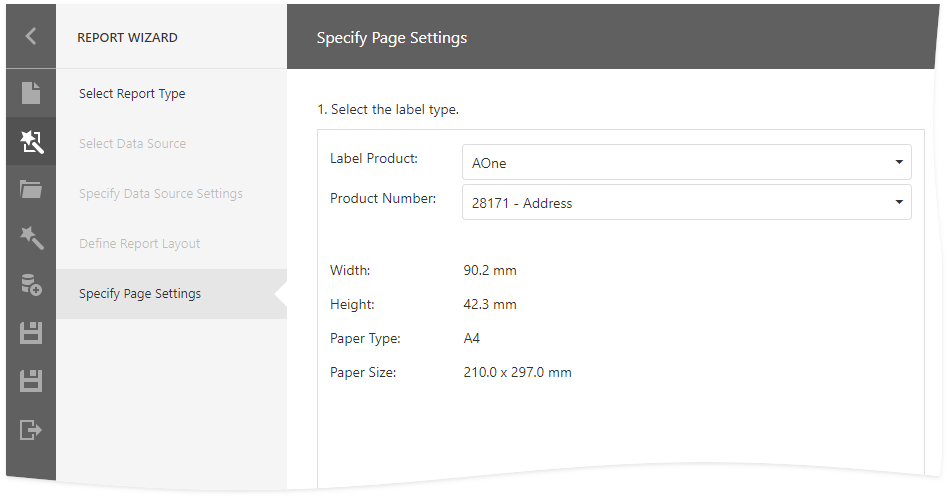 REPORT WIZARD
Specify Page Settings
Select Report Type
Select Data Source
Specify Data Source Settings
Define Report Layout
Specify Page Settings
1. Select the label type.
Label Product: AOne
Product Number: 28171 - Address
Width: 90.2 mm
Height: 42.3 mm
Paper Type: A4
Paper Size: 210.0 x 297.0 mm